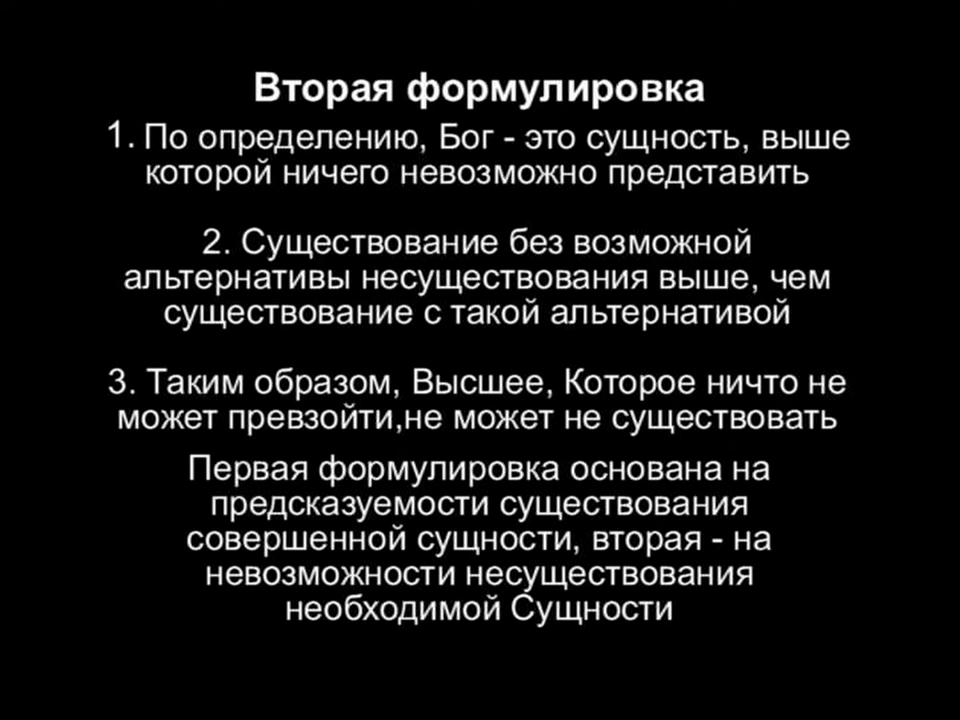 Вторая формулировка
1. По определению, Бог - это сущность, выше
которой ничего невозможно представить
2. Существование без возможной
альтернативы несуществования выше, чем
существование с такой альтернативой
3. Таким образом, Высшее, Которое ничто не
может превзойти,не может не существовать
Первая формулировка основана на
предсказуемости существования
совершенной сущности, вторая - на
невозможности несуществования
необходимой Сущности